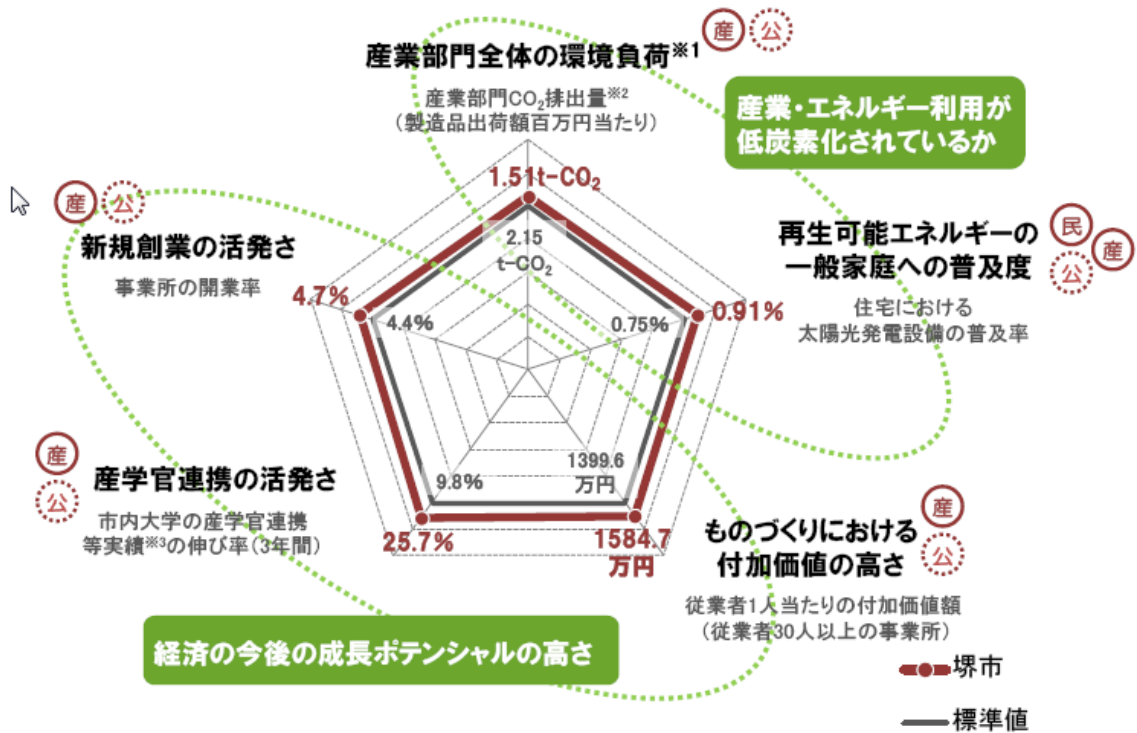 産業部門全体の環境負荷※1
産 公
産業部門CO₂排出量※2
(製造品出荷額百万円当たり)
産業・エネルギー利用が
低炭素化されているか
1.51t-CO₂
2.15
t-CO₂
産 公
新規創業の活発さ
事業所の開業率
4.7%
4.4%
再生可能エネルギーの
一般家庭への普及度
民
産
公
住宅における
太陽光発電設備の普及率
0.75%
0.91%
産
公
産学官連携の活発さ
市内大学の産学官連携
等実績※3の伸び率(3年間)
9.8%
25.7%
1399.6
万円
1584.7
万円
ものづくりにおける
付加価値の高さ
産
公
従業者1人当たりの付加価値額
(従業者30人以上の事業所)
経済の今後の成長ポテンシャルの高さ
堺市
標準値